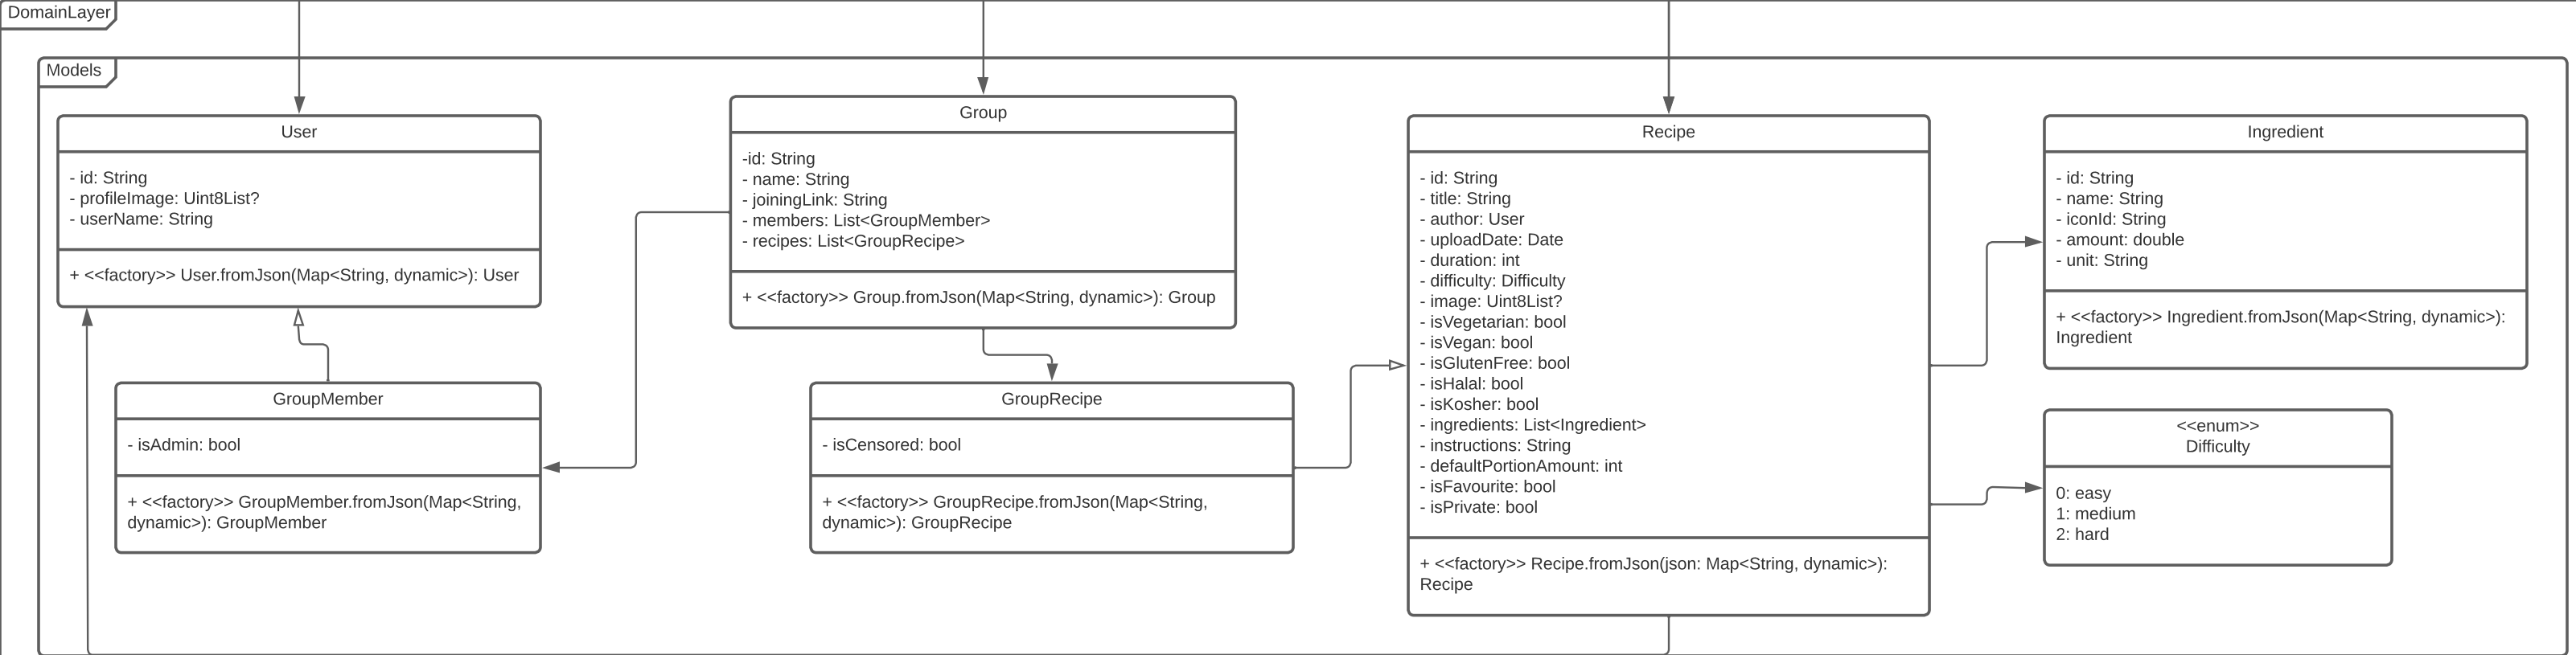 DomainLayer
Models
User
- id: String
- profileImage: Uint8List?
- userName: String
+ <<factory>> User.fromJson(Map<String, dynamic>): User
GroupMember
- isAdmin: bool
+ <<factory>> GroupMember.fromJson(Map<String,
dynamic>): GroupMember
Group
-id: String
- name: String
- joiningLink: String
- members: List<GroupMember>
- recipes: List<GroupRecipe>
+ <<factory>> Group.fromJson(Map<String, dynamic>): Group
GroupRecipe
- isCensored: bool
+ <<factory>> GroupRecipe.fromJson(Map<String,
dynamic>): GroupRecipe
Recipe
- id: String
- title: String
- author: User
- uploadDate: Date
- duration: int
- difficulty: Difficulty
- image: Uint8List?
- isVegetarian: bool
- isVegan: bool
- isGlutenFree: bool
- isHalal: bool
- isKosher: bool
- ingredients: List<Ingredient>
- instructions: String
- defaultPortionAmount: int
- isFavourite: bool
- isPrivate: bool
+ <<factory>> Recipe.fromJson(json: Map<String, dynamic>):
Recipe
Ingredient
- id: String
- name: String
- iconId: String
- amount: double
- unit: String
+ <<factory>> Ingredient.fromJson(Map<String, dynamic>):
Ingredient
<<enum>>
Difficulty
0: easy
1: medium
2: hard